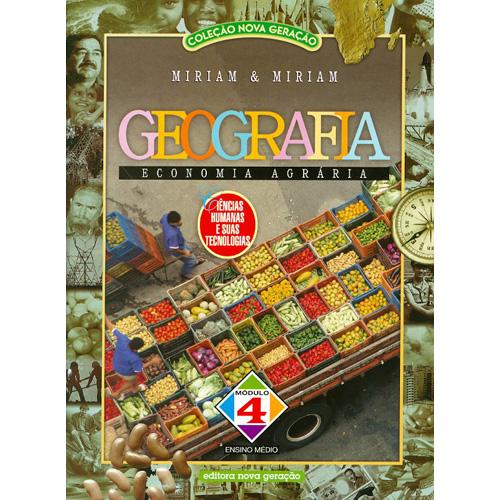 COLEÇÃO NOVA GERAÇÃO
MIRIAM & MIRIAM
GEOGRAFIA
ECONOMIA AGRÁRIA
CIÊNCIAS
HUMANAS
E SUAS
TECNOLOGIAS
MÓDULO
4
ENSINO MÉDIO
editora nova geração